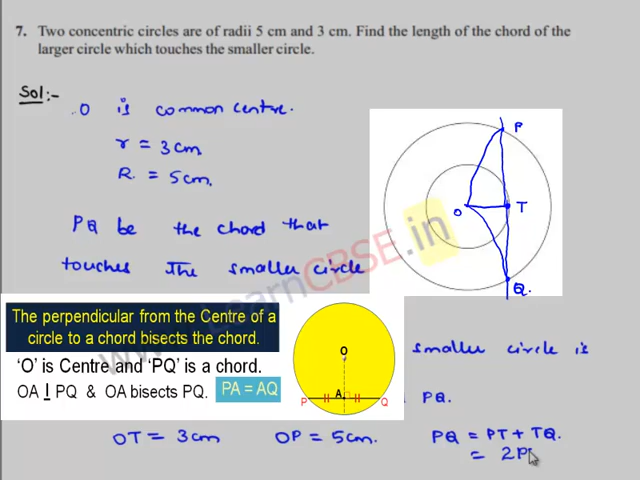 7. Two concentric circles are of radii 5 cm and 3 cm. Find the length of the chord of the
larger circle which touches the smaller circle.
Sol:-
O is common centre.
r = 3cm
R = 5cm.
PQ be the chord that
touches The smaller circle
P
O
T
Q.
LearnCBSE.in
The perpendicular from the Centre of a
circle to a chord bisects the chord.
'O' is Centre and 'PQ' is a chord.
OA ⊥ PQ & OA bisects PQ. PA = AQ
O
A
P
Q
smaller circle is
PQ.
OT = 3cm OP = 5cm. PQ = PT + TQ.
= 2P